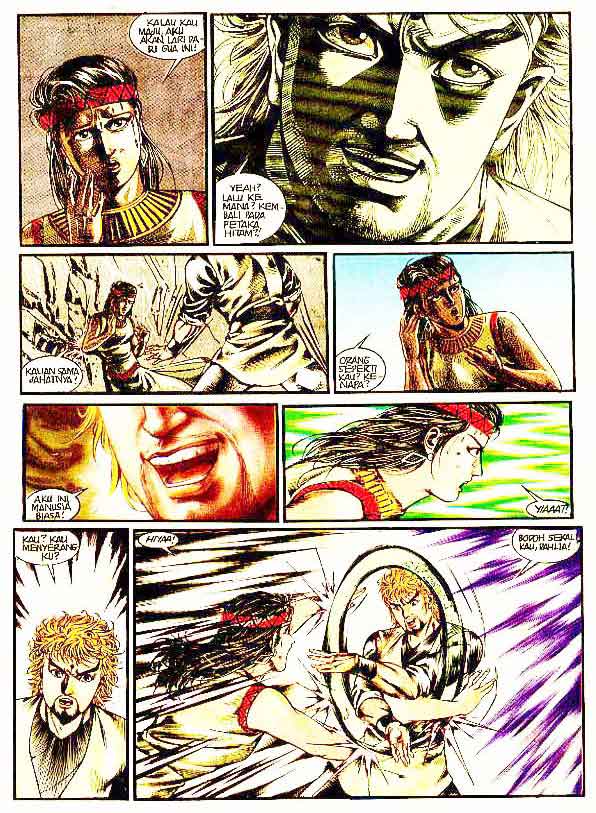 KALAU KAU
MAJU, AKU
AKAN LARI DA-
RI GUA INI!
YEAH?
LALU KE
MANA? KEM-
BALI PADA
PETAKA
HITAM?!
KALIAN SAMA
JAHATNYA!
ORANG
SEPERTI
KAU? KE-
NAPA?
AKU INI
MANUSIA
BIASA!
YIAAAT!
KAU? KAU
MENYERANG
KU?
HIYAA!
BODOH SEKALI
KAU, DAHLIA!